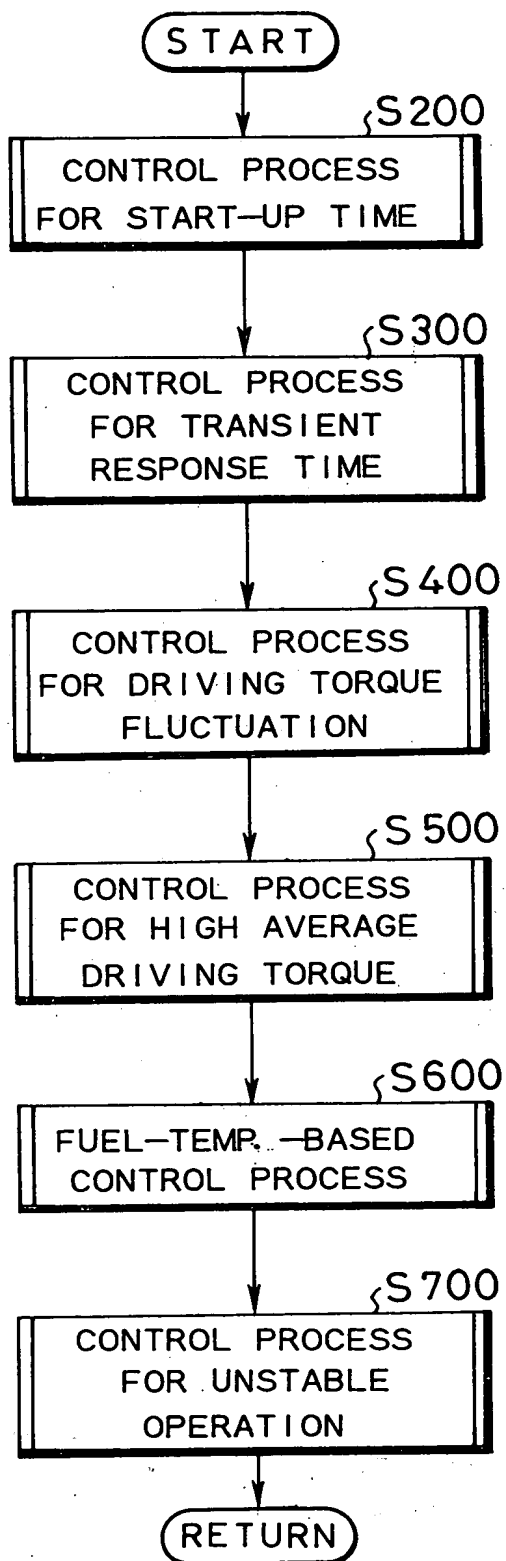 START
S200
CONTROL PROCESS
FOR START-UP TIME
S300
CONTROL PROCESS
FOR TRANSIENT
RESPONSE TIME
S400
CONTROL PROCESS
FOR DRIVING TORQUE
FLUCTUATION
S500
CONTROL PROCESS
FOR HIGH AVERAGE
DRIVING TORQUE
S600
FUEL-TEMP.-BASED
CONTROL PROCESS
S700
CONTROL PROCESS
FOR UNSTABLE
OPERATION
RETURN